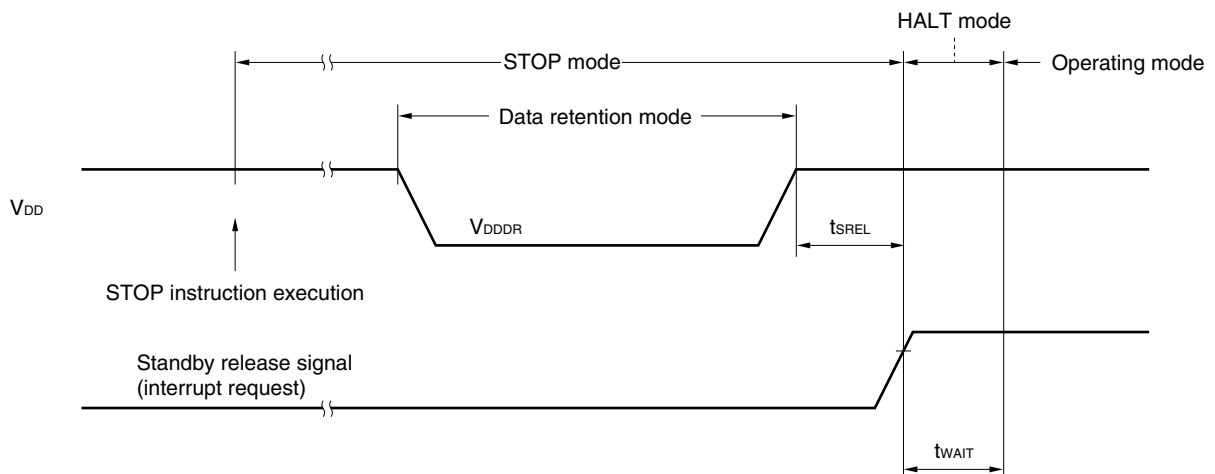 HALT mode
STOP mode
Operating mode
Data retention mode
VDD
VDDDR
tSREL
STOP instruction execution
Standby release signal
(interrupt request)
tWAIT